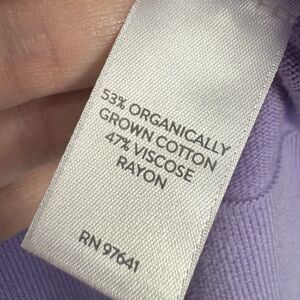 53% ORGANICALLY
GROWN COTTON
47% VISCOSE
RAYON
RN 97641